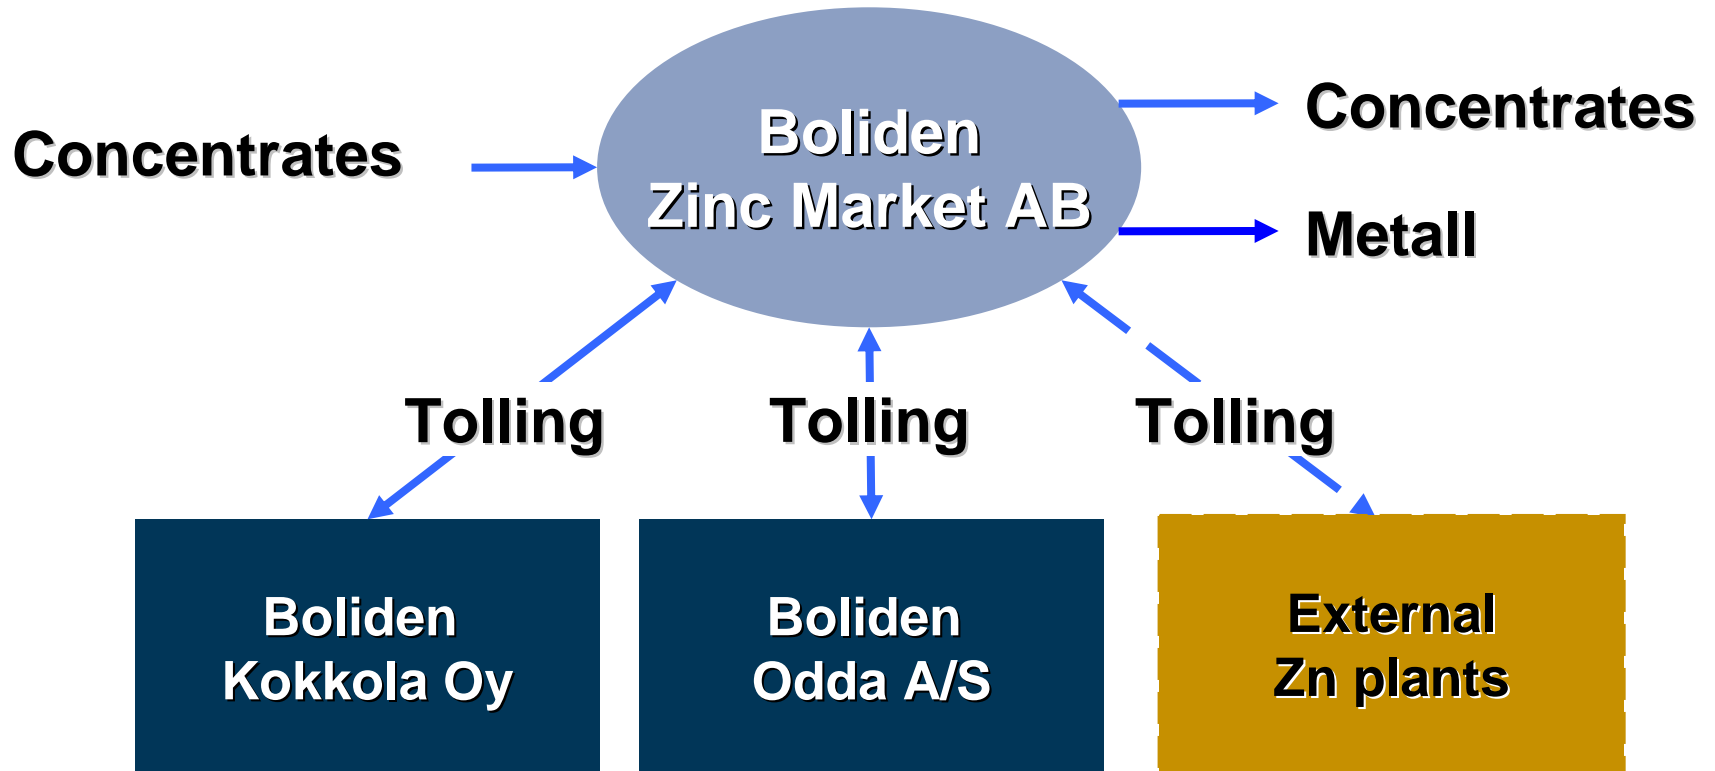 Concentrates
Boliden
Zinc Market AB
Concentrates
Metall
Tolling
Tolling
Tolling
Boliden
Kokkola Oy
Boliden
Odda A/S
External
Zn plants